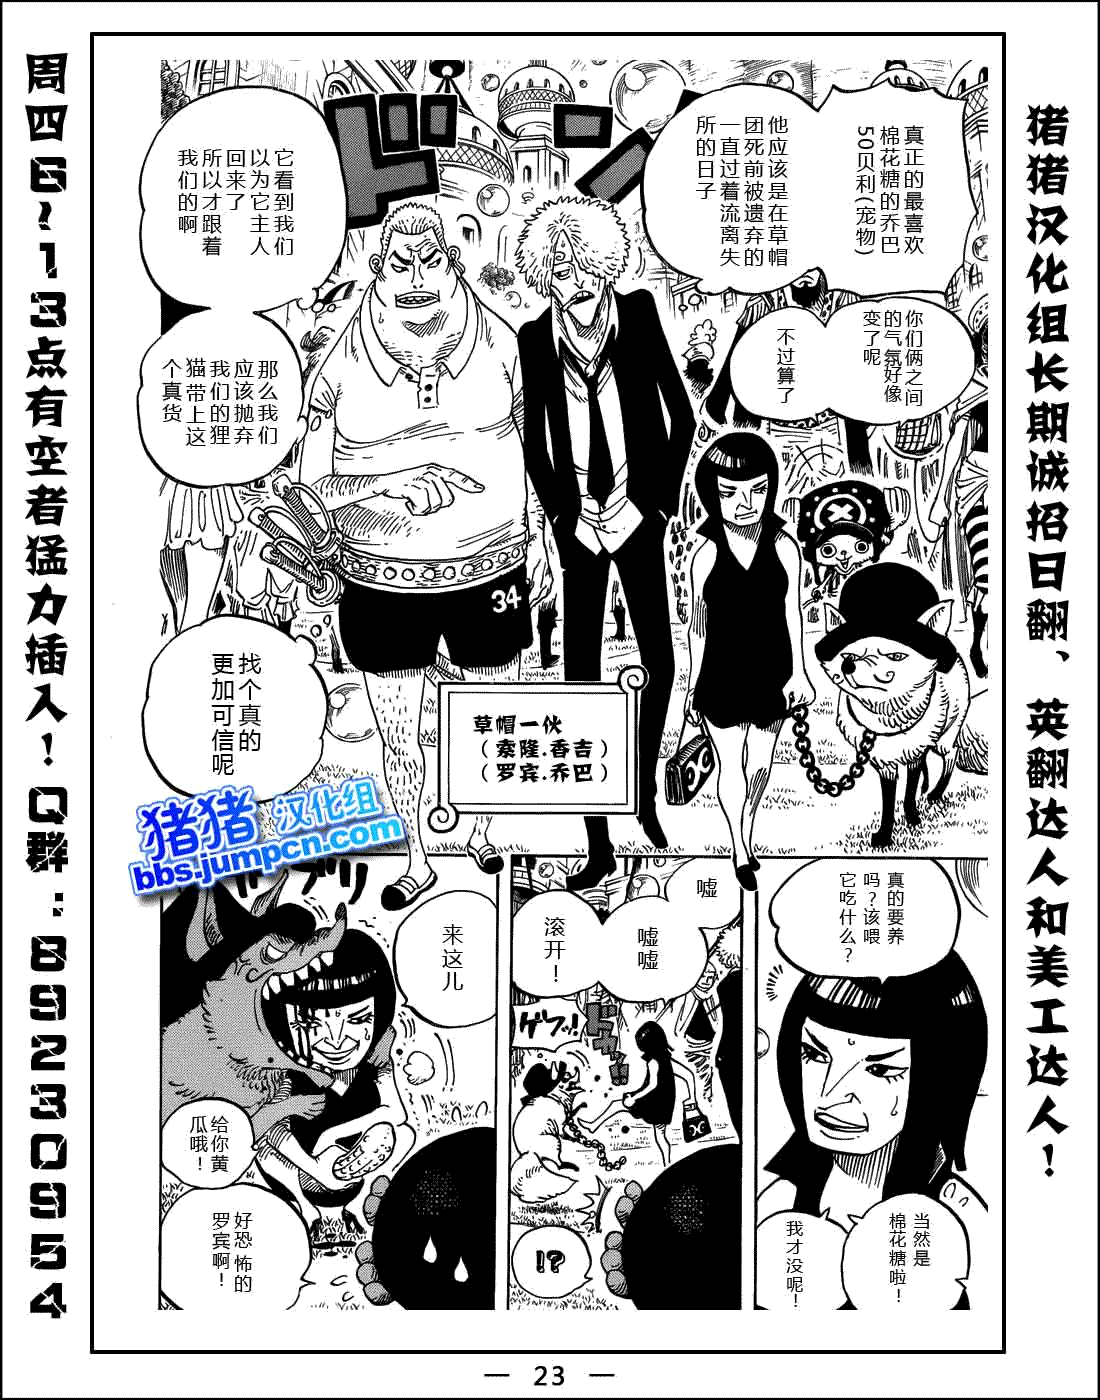 猪猪汉化组长期诚招日翻、英翻达人和美工达人！
真正的最喜欢
棉花糖的乔巴
50贝利(宠物)
他应该是在草帽
团死前被遗弃的
一直过着流离失
所的日子
你们俩之间
的气氛好像
变了呢
不过算了
它看到我们
以为它主人
回来了
所以才跟着
我们的啊
那么我们
应该抛弃
我们的狸
猫带上这
个真货
找个真的
更加可信呢
34
草帽一伙
（索隆.香吉）
（罗宾.乔巴）
猪猪汉化组
bbs.jumpcn.com
真的要养
吗？该喂
它吃什么？
当然是
棉花糖啦！
我才没呢！
嘘
嘘嘘
滚开！
ゲフッ！
!?
来这儿
给你黄
瓜哦！
好恐怖的
罗宾啊！
周四6~13点有空者猛力插入！Q群：89230954
— 23 —